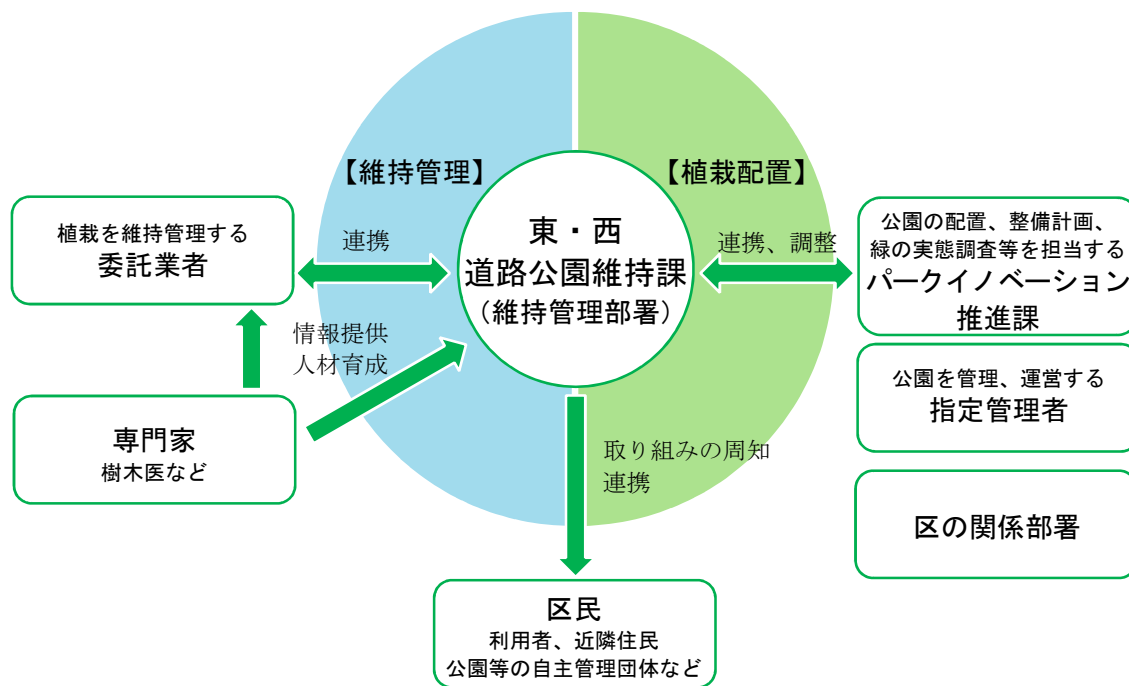 【維持管理】
【植栽配置】
東・西
道路公園維持課
（維持管理部署）
植栽を維持管理する
委託業者
連携
情報提供
人材育成
専門家
樹木医など
連携、調整
公園の配置、整備計画、
緑の実態調査等を担当する
パークイノベーション
推進課
公園を管理、運営する
指定管理者
区の関係部署
取り組みの周知
連携
区民
利用者、近隣住民
公園等の自主管理団体など